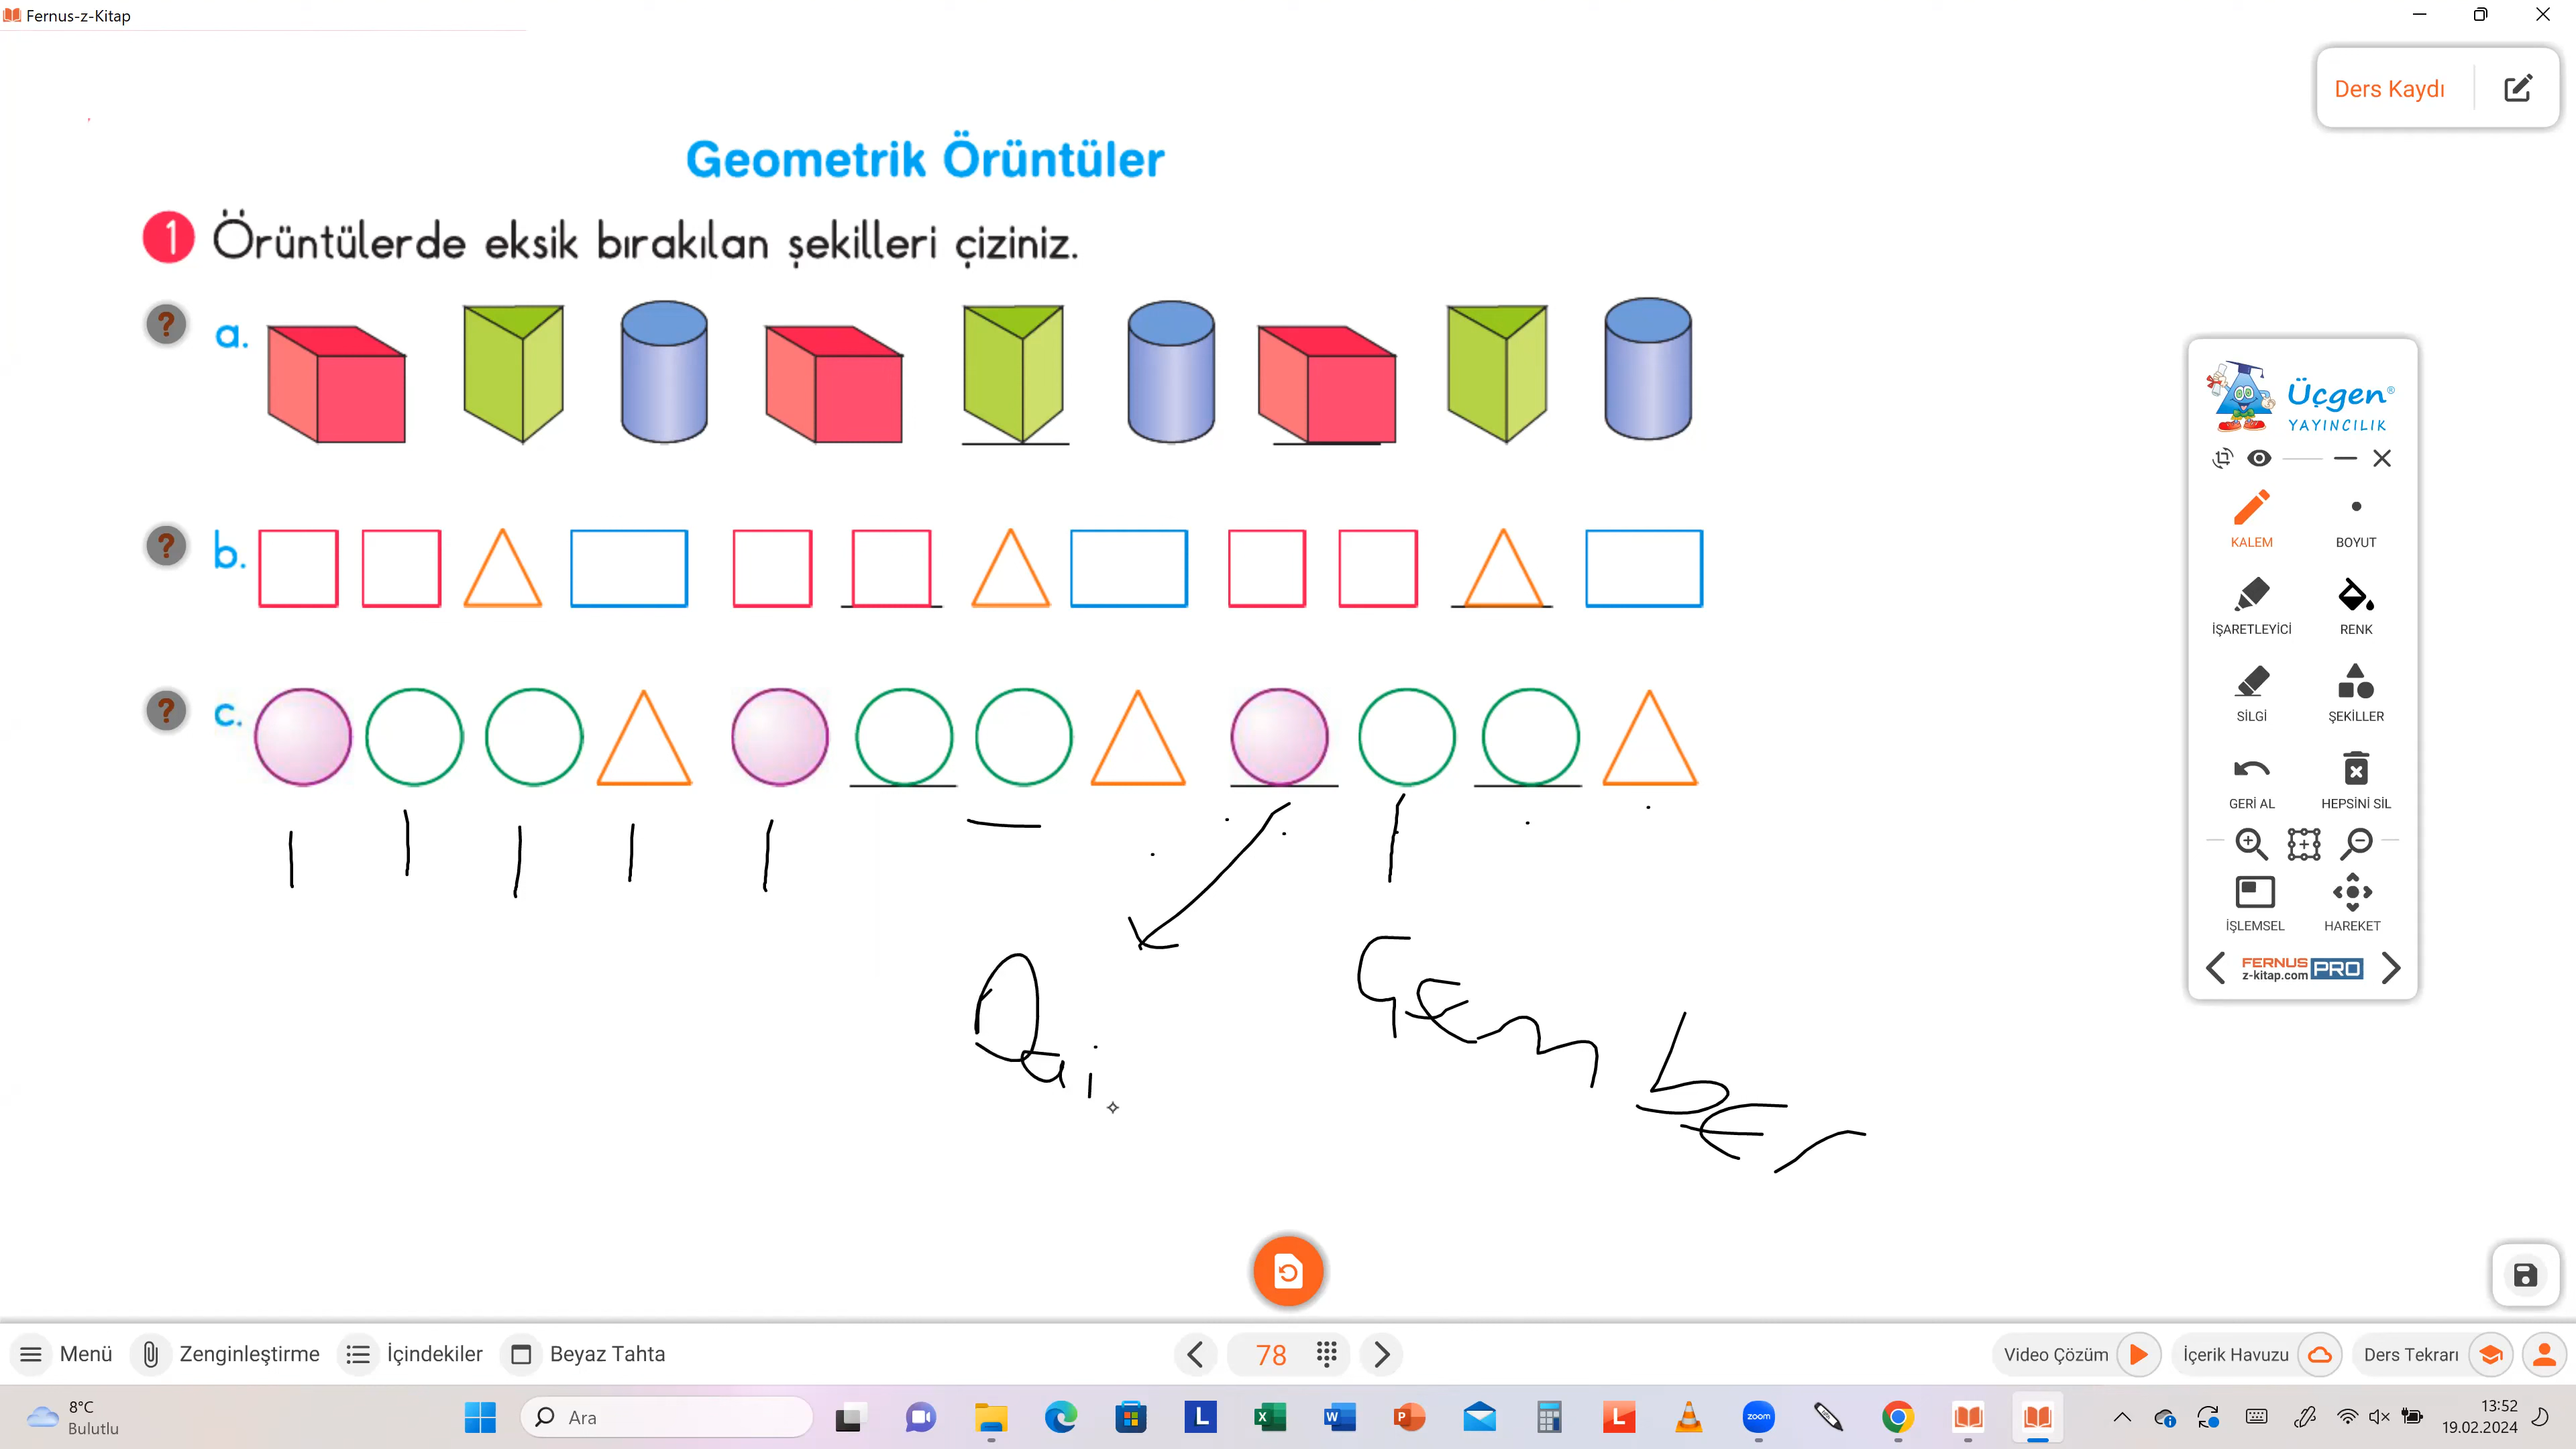 Fernus-z-Kitap
Ders Kaydı
Geometrik Örüntüler
1 Örüntülerde eksik bırakılan şekilleri çiziniz.
? a.
? b.
? c.
Çember
Üçgen®
YAYINCILIK
KALEM BOYUT
İŞARETLEYİCİ RENK
SİLGİ ŞEKİLLER
GERİ AL HEPSİNİ SİL
İŞLEMSEL HAREKET
FERNUS PRO
z-kitap.com
Menü Zenginleştirme İçindekiler Beyaz Tahta 78 Video Çözüm İçerik Havuzu Ders Tekrarı
8°C
Bulutlu
Ara
zoom
13:52
19.02.2024